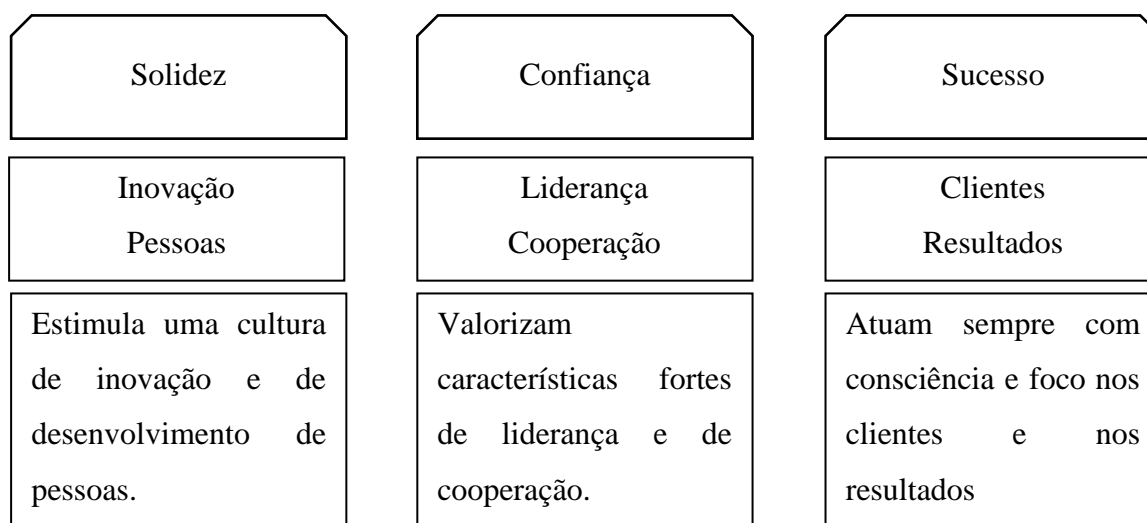 Solidez
Confiança
Sucesso
Inovação
Pessoas
Liderança
Cooperação
Clientes
Resultados
Estimula uma cultura
de inovação e de
desenvolvimento de
pessoas.
Valorizam
características fortes
de liderança e de
cooperação.
Atuam sempre com
consciência e foco nos
clientes e nos
resultados